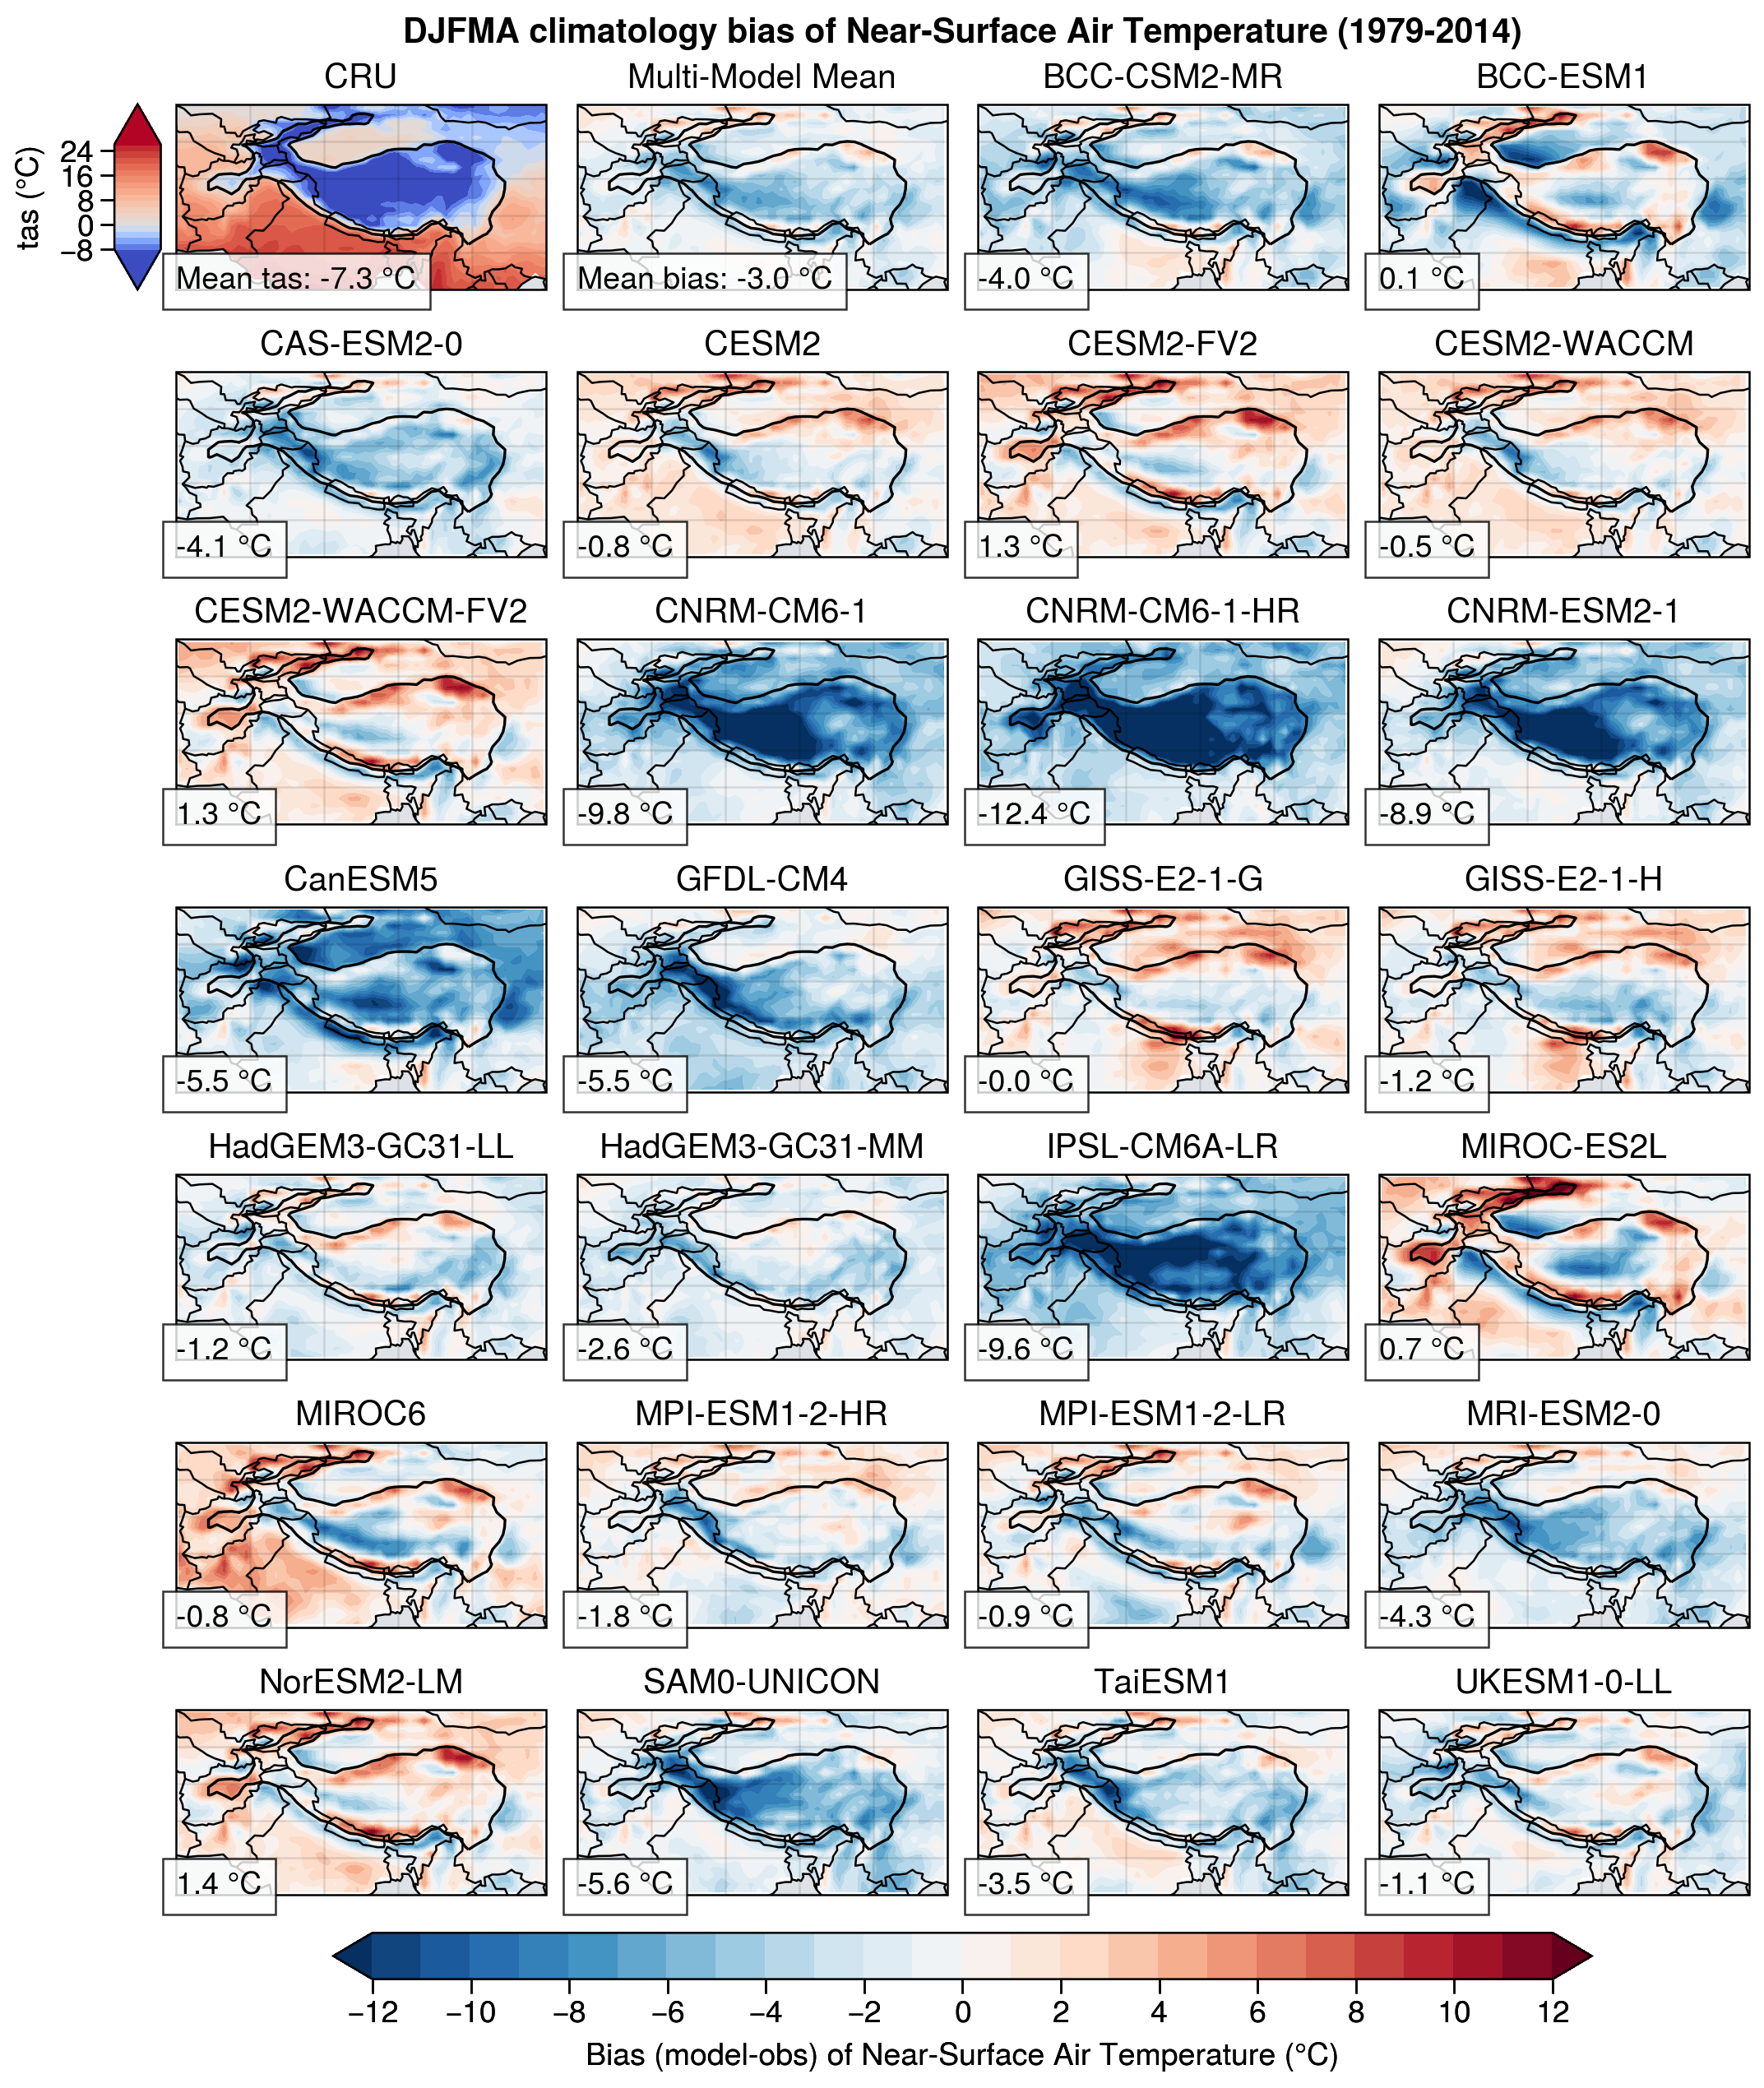 DJFMA climatology bias of Near-Surface Air Temperature (1979-2014)
CRU
Multi-Model Mean
BCC-CSM2-MR
BCC-ESM1
tas (°C)
24
16
8
0
−8
Mean tas: -7.3 °C
Mean bias: -3.0 °C
-4.0 °C
0.1 °C
CAS-ESM2-0
CESM2
CESM2-FV2
CESM2-WACCM
-4.1 °C
-0.8 °C
1.3 °C
-0.5 °C
CESM2-WACCM-FV2
CNRM-CM6-1
CNRM-CM6-1-HR
CNRM-ESM2-1
1.3 °C
-9.8 °C
-12.4 °C
-8.9 °C
CanESM5
GFDL-CM4
GISS-E2-1-G
GISS-E2-1-H
-5.5 °C
-5.5 °C
-0.0 °C
-1.2 °C
HadGEM3-GC31-LL
HadGEM3-GC31-MM
IPSL-CM6A-LR
MIROC-ES2L
-1.2 °C
-2.6 °C
-9.6 °C
0.7 °C
MIROC6
MPI-ESM1-2-HR
MPI-ESM1-2-LR
MRI-ESM2-0
-0.8 °C
-1.8 °C
-0.9 °C
-4.3 °C
NorESM2-LM
SAM0-UNICON
TaiESM1
UKESM1-0-LL
1.4 °C
-5.6 °C
-3.5 °C
-1.1 °C
−12 −10 −8 −6 −4 −2 0 2 4 6 8 10 12
Bias (model-obs) of Near-Surface Air Temperature (°C)